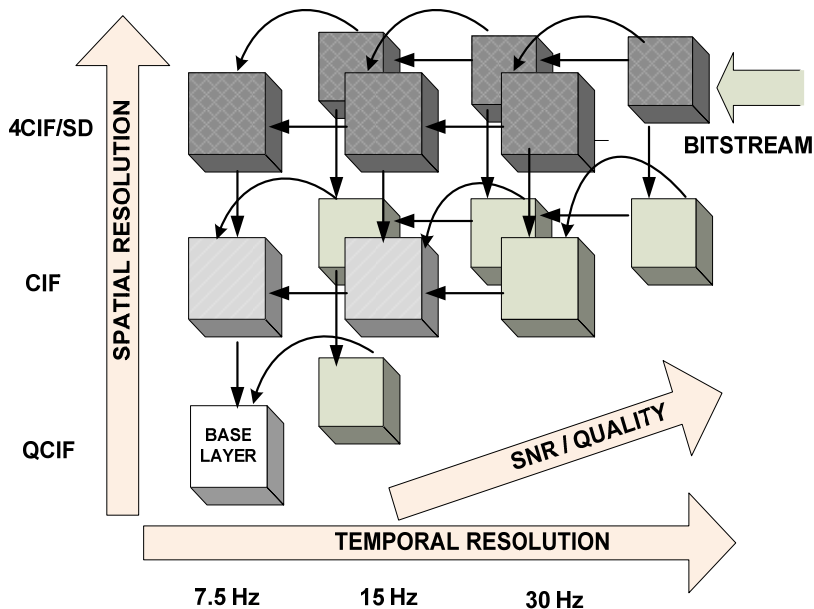 4CIF/SD
CIF
QCIF
SPATIAL RESOLUTION
BITSTREAM
BASE
LAYER
SNR / QUALITY
TEMPORAL RESOLUTION
7.5 Hz
15 Hz
30 Hz